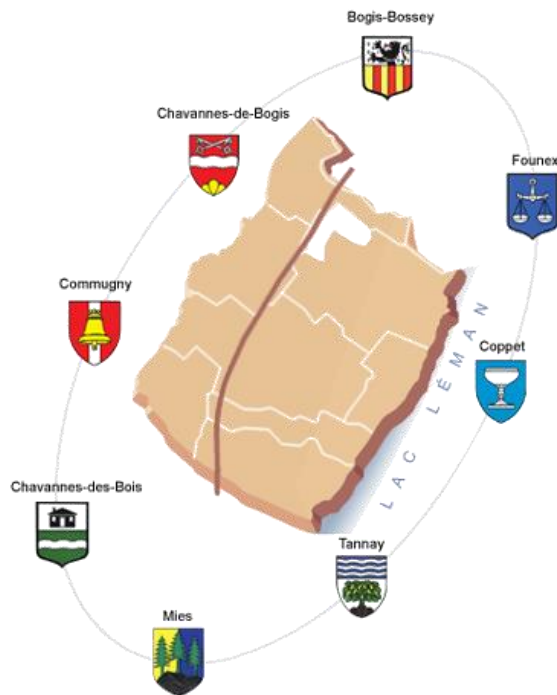 Bogis-Bossey
Chavannes-de-Bogis
Founex
Commugny
Coppet
LAC LÉMAN
Chavannes-des-Bois
Tannay
Mies